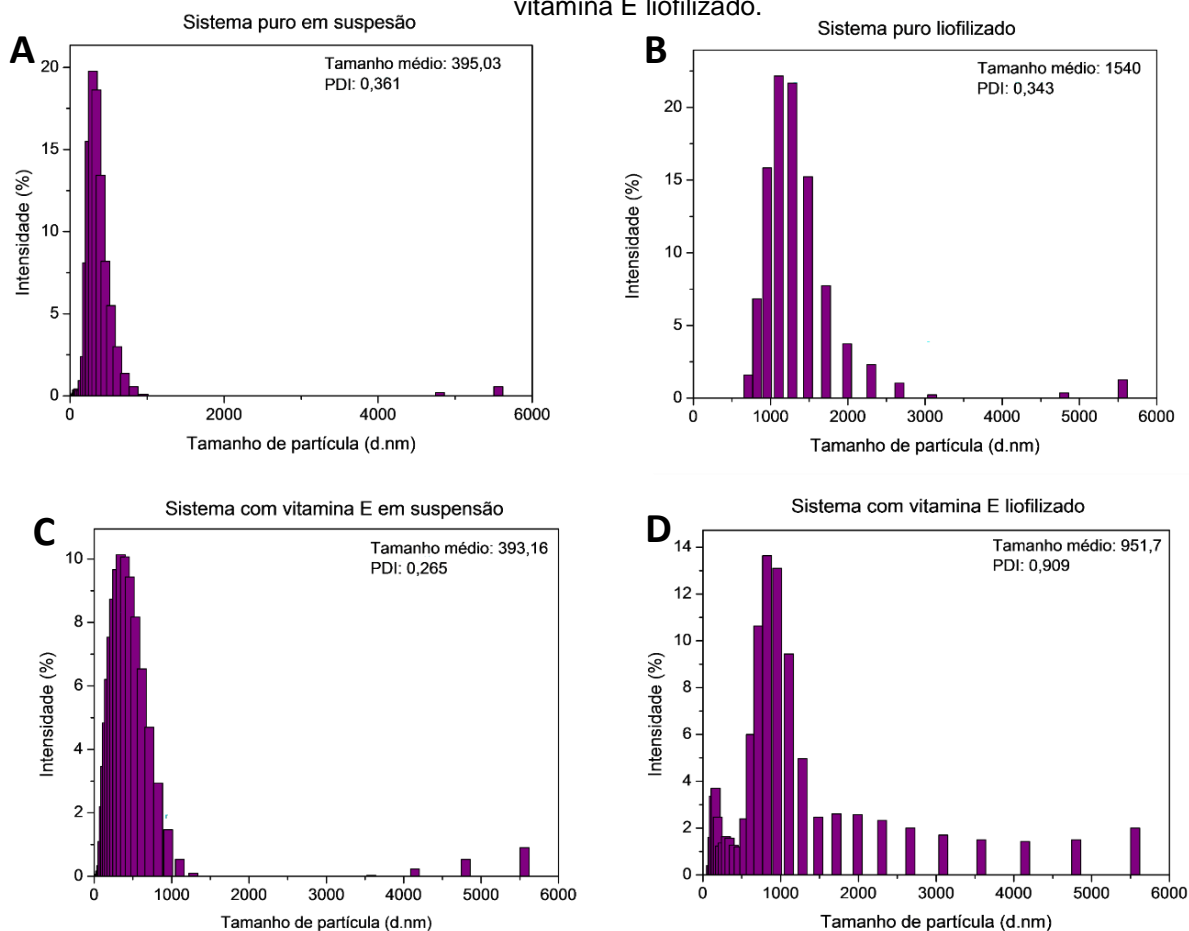 vitamina E liofilizado.
Sistema puro em suspesão
A
Tamanho médio: 395,03
PDI: 0,361
20
15
10
5
0
Intensidade (%)
0 2000 4000 6000
Tamanho de partícula (d.nm)
Sistema puro liofilizado
B
Tamanho médio: 1540
PDI: 0,343
20
15
10
5
0
Intensidade (%)
0 1000 2000 3000 4000 5000 6000
Tamanho de partícula (d.nm)
Sistema com vitamina E em suspensão
C
Tamanho médio: 393,16
PDI: 0,265
10
8
6
4
2
0
Intensidade (%)
0 1000 2000 3000 4000 5000 6000
Tamanho de partícula (d.nm)
Sistema com vitamina E liofilizado
D
Tamanho médio: 951,7
PDI: 0,909
14
12
10
8
6
4
2
0
Intensidade (%)
0 1000 2000 3000 4000 5000 6000
Tamanho de partícula (d.nm)